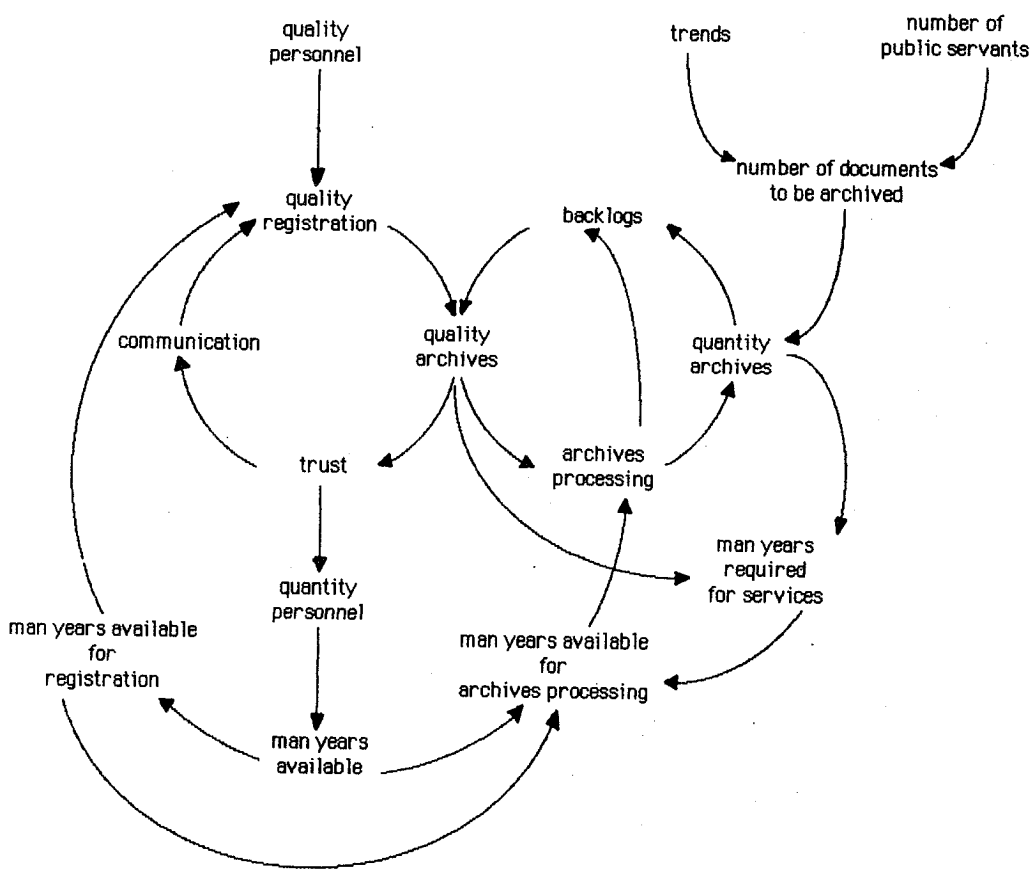 quality
personnel
trends
number of
public servants
number of documents
to be archived
quality
registration
backlogs
communication
quality
archives
quantity
archives
trust
archives
processing
man years
required
for services
quantity
personnel
man years available
for
registration
man years available
for
archives processing
man years
available